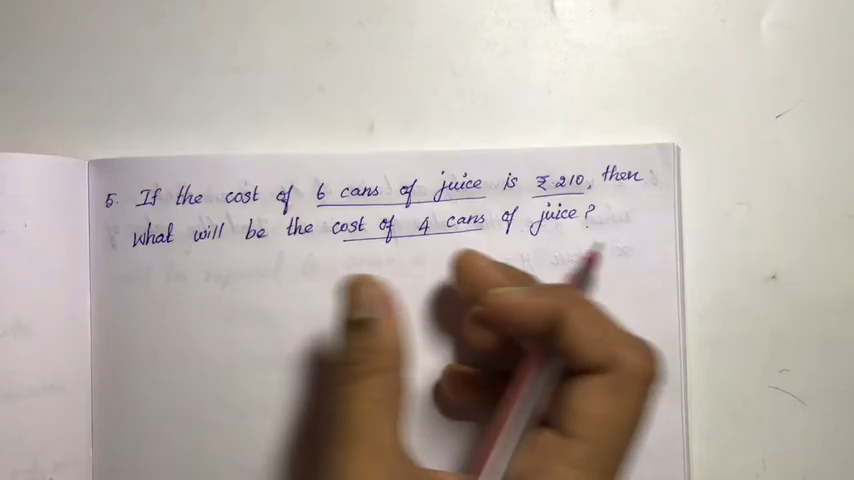 5. If the cost of 6 cans of juice is ₹.210, then
what will be the cost of 4 cans of juice?